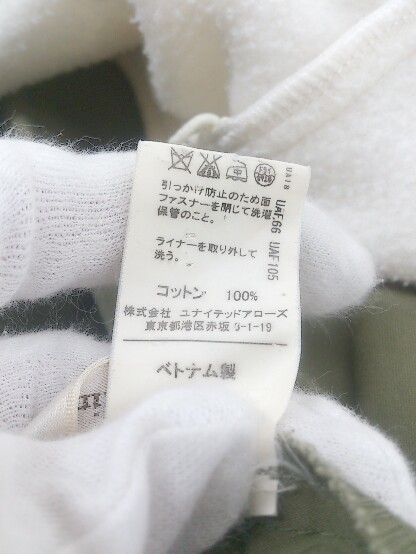 引っかけ防止のため面
ファスナーを閉じて洗濯
保管のこと。
ライナーを取り外して
洗う。
コットン 100%
株式会社 ユナイテッドアローズ
東京都港区赤坂 3-1-19
ベトナム製
UA18
UAF66 UAF105